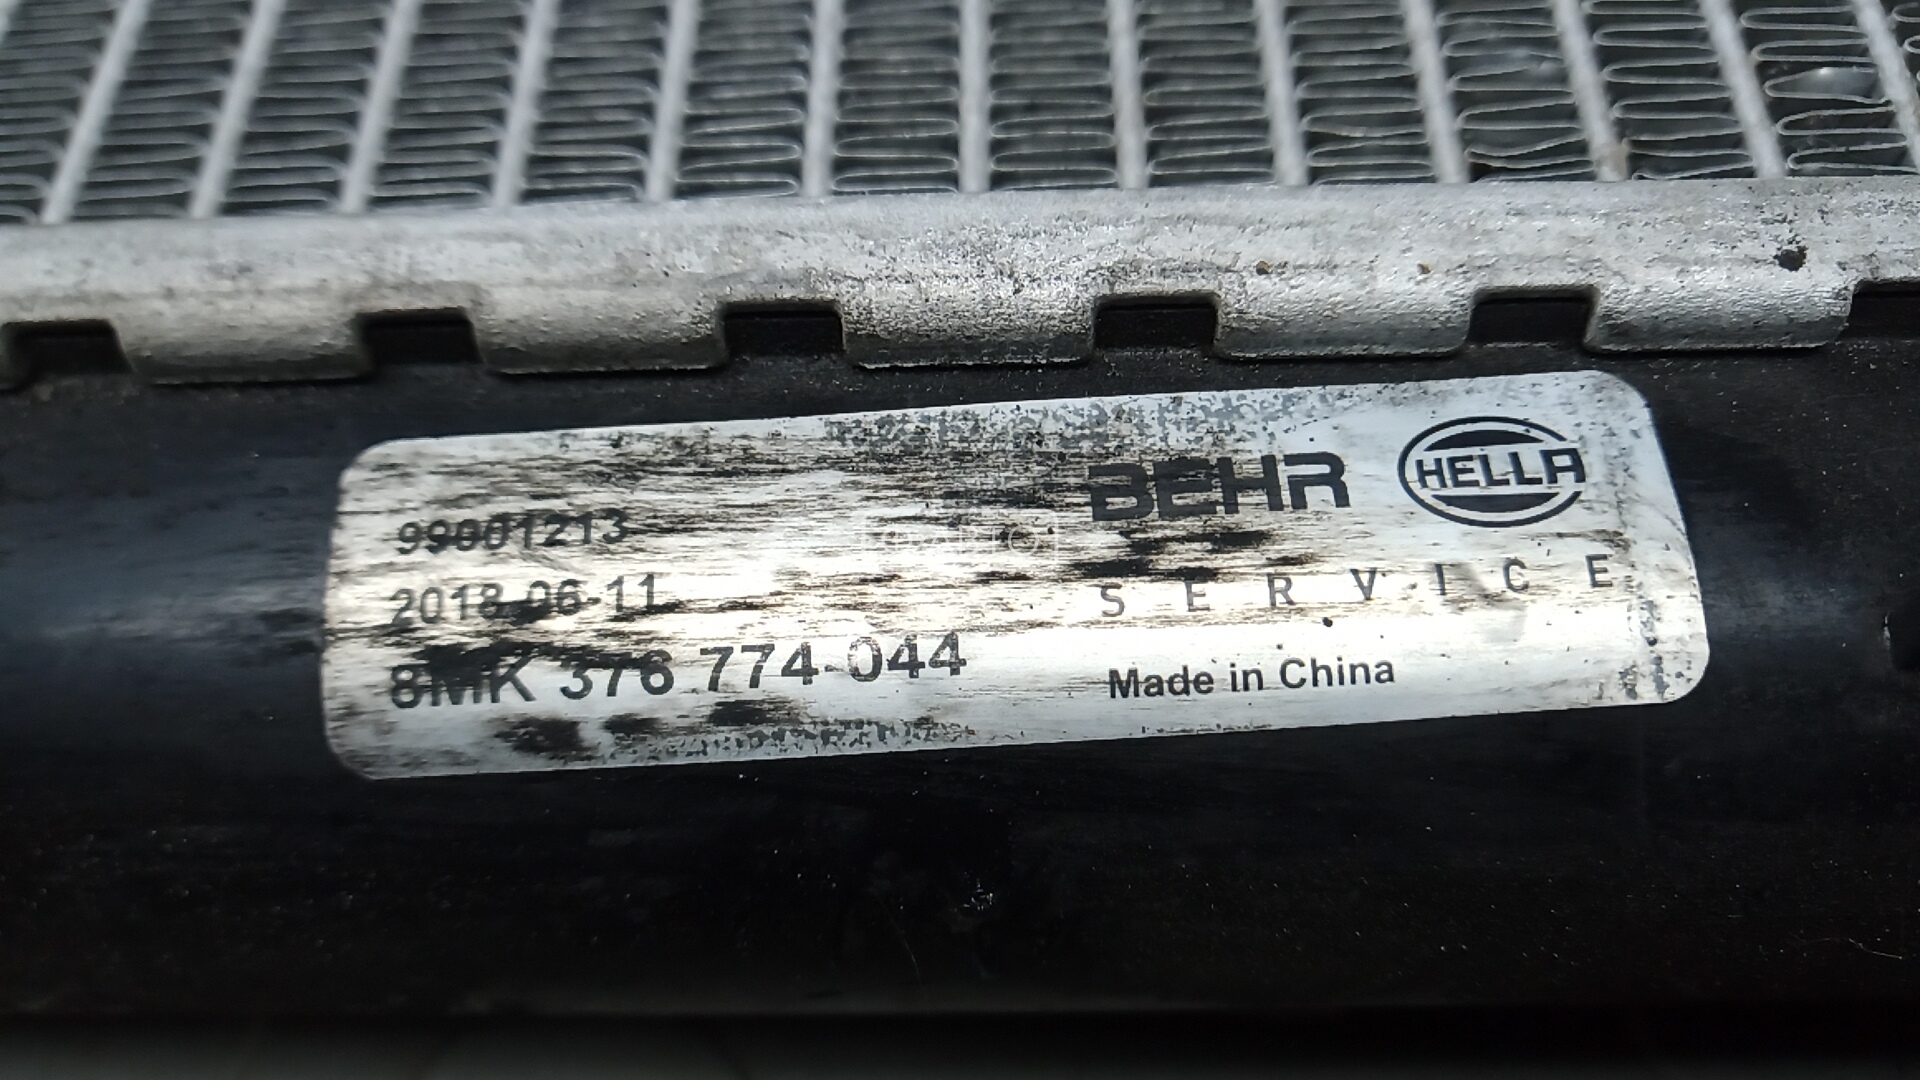 99001213
2018-06-11
8MK 376 774-044
BEHR HELLA
SERVICE
Made in China